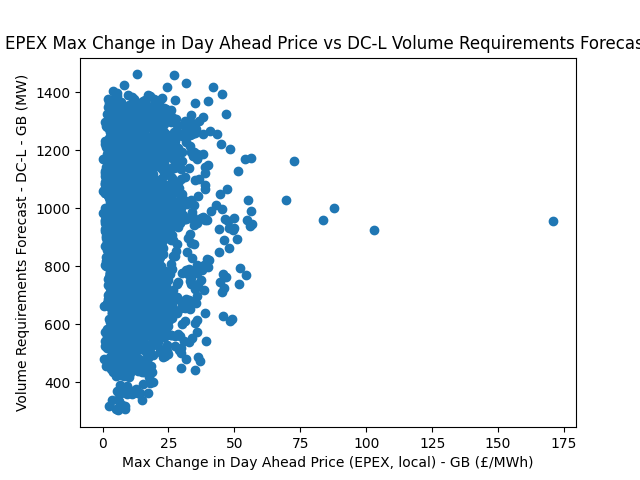 EPEX Max Change in Day Ahead Price vs DC-L Volume Requirements Forecas
Volume Requirements Forecast - DC-L - GB (MW)
1400
1200
1000
800
600
400
0 25 50 75 100 125 150 175
Max Change in Day Ahead Price (EPEX, local) - GB (£/MWh)